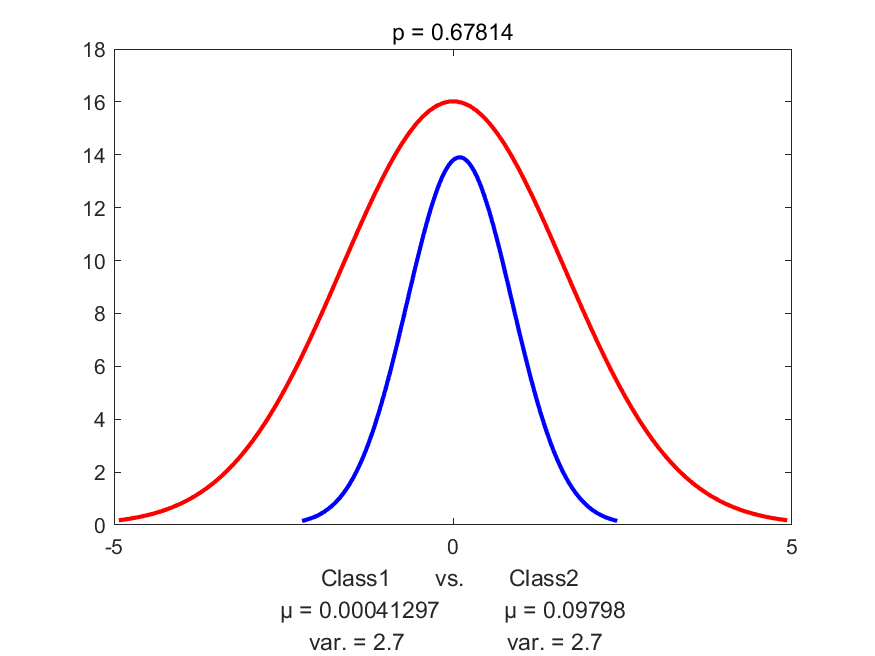 p = 0.67814
18
16
14
12
10
8
6
4
2
0
-5 0 5
Class1 vs. Class2
μ = 0.00041297 μ = 0.09798
var. = 2.7 var. = 2.7